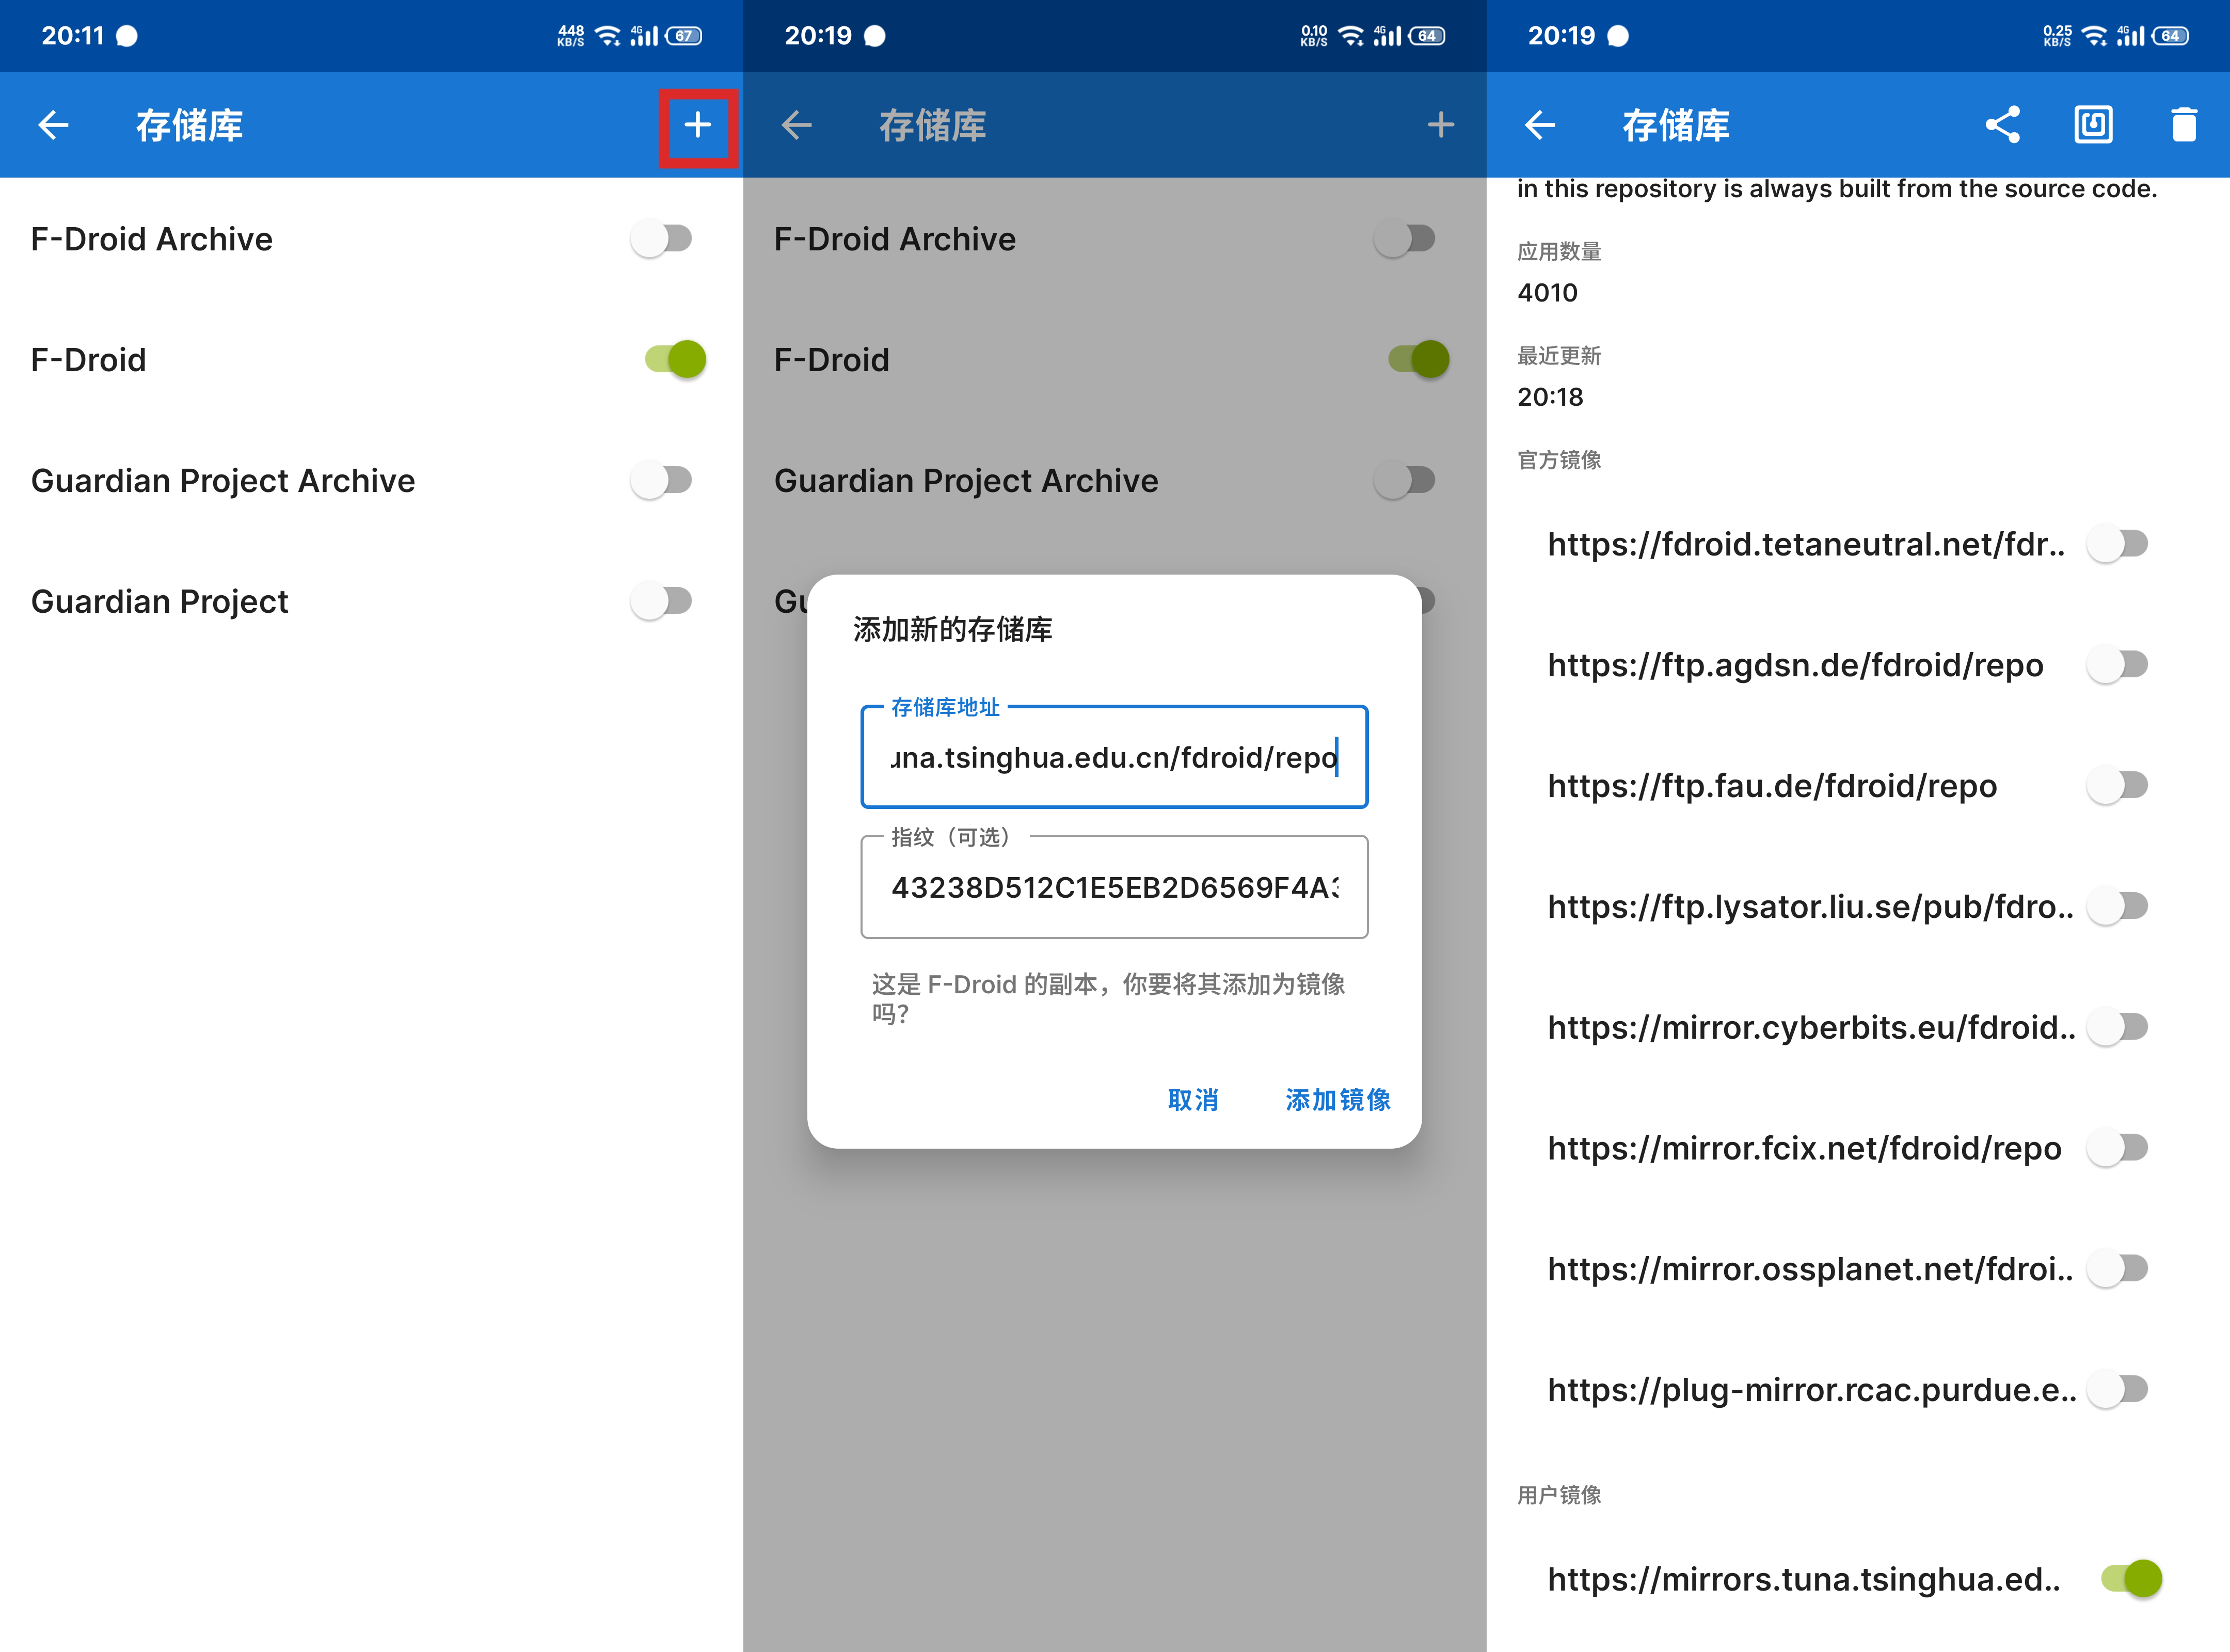 20:11
448 KB/S
4G
67
存储库
F-Droid Archive
F-Droid
Guardian Project Archive
Guardian Project
20:19
0.10 KB/S
4G
64
存储库
F-Droid Archive
F-Droid
Guardian Project Archive
Gu
添加新的存储库
存储库地址
una.tsinghua.edu.cn/fdroid/repo
指纹（可选）
43238D512C1E5EB2D6569F4A3
这是 F-Droid 的副本，你要将其添加为镜像
吗？
取消
添加镜像
20:19
0.25 KB/S
4G
64
存储库
in this repository is always built from the source code.
应用数量
4010
最近更新
20:18
官方镜像
https://fdroid.tetaneutral.net/fdr..
https://ftp.agdsn.de/fdroid/repo
https://ftp.fau.de/fdroid/repo
https://ftp.lysator.liu.se/pub/fdro..
https://mirror.cyberbits.eu/fdroid..
https://mirror.fcix.net/fdroid/repo
https://mirror.ossplanet.net/fdroi..
https://plug-mirror.rcac.purdue.e..
用户镜像
https://mirrors.tuna.tsinghua.ed..